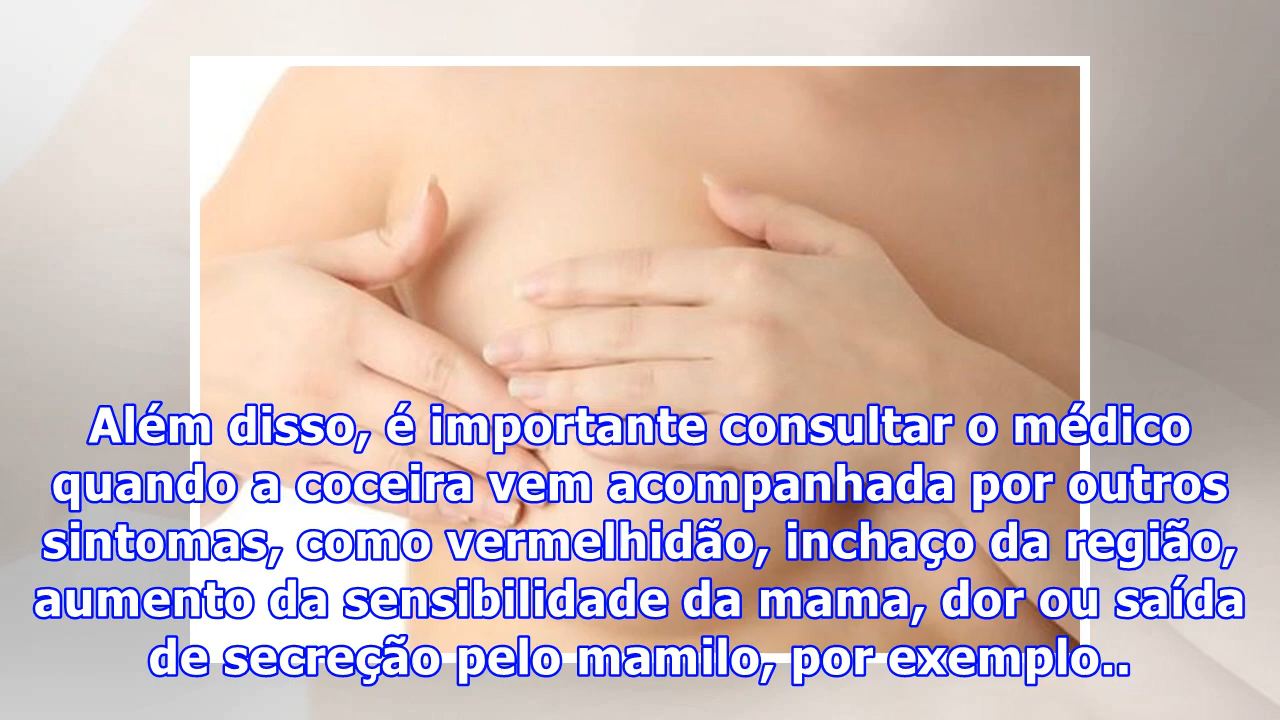 Além disso, é importante consultar o médico
quando a coceira vem acompanhada por outros
sintomas, como vermelhidão, inchaço da região,
aumento da sensibilidade da mama, dor ou saída
de secreção pelo mamilo, por exemplo..